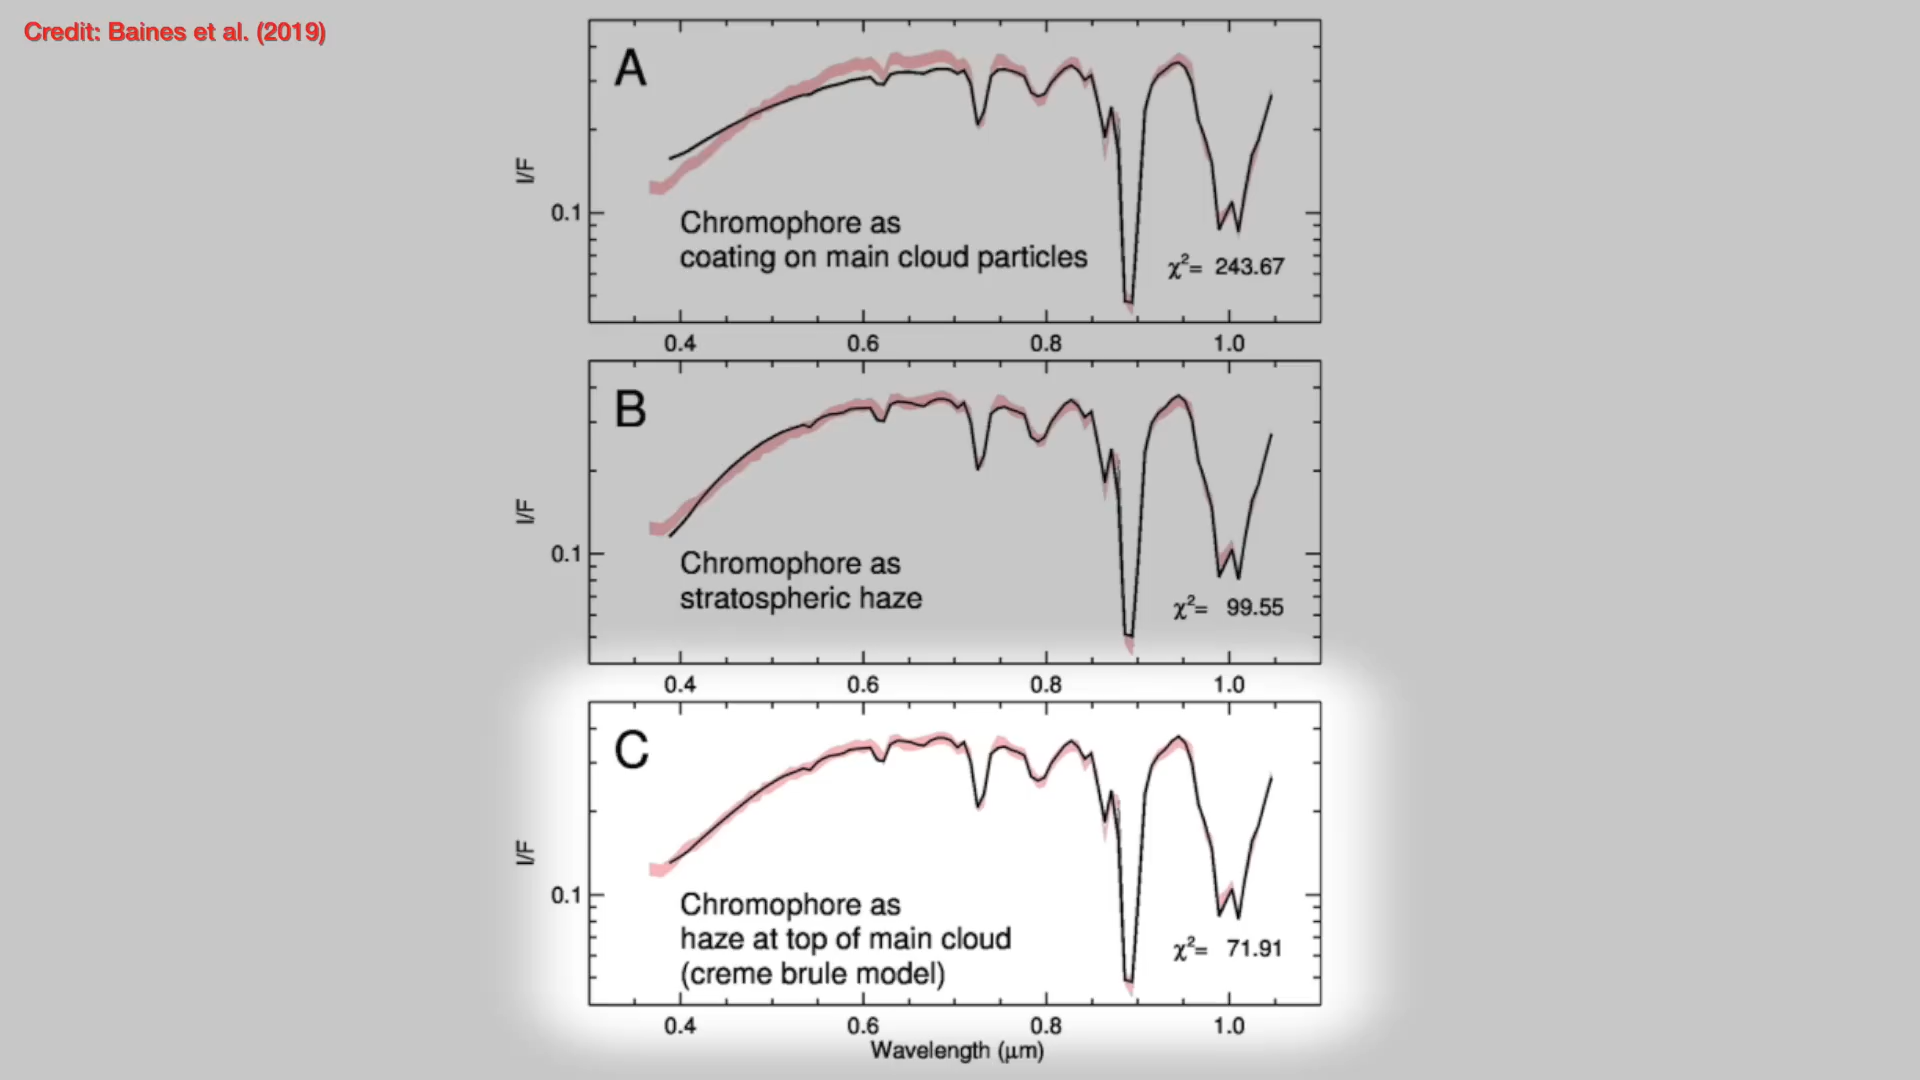 Credit: Baines et al. (2019)
A
I/F
0.1
Chromophore as
coating on main cloud particles
χ²= 243.67
0.4 0.6 0.8 1.0
B
I/F
0.1
Chromophore as
stratospheric haze
χ²= 99.55
0.4 0.6 0.8 1.0
C
I/F
0.1
Chromophore as
haze at top of main cloud
(creme brule model)
χ²= 71.91
0.4 0.6 0.8 1.0
Wavelength (μm)